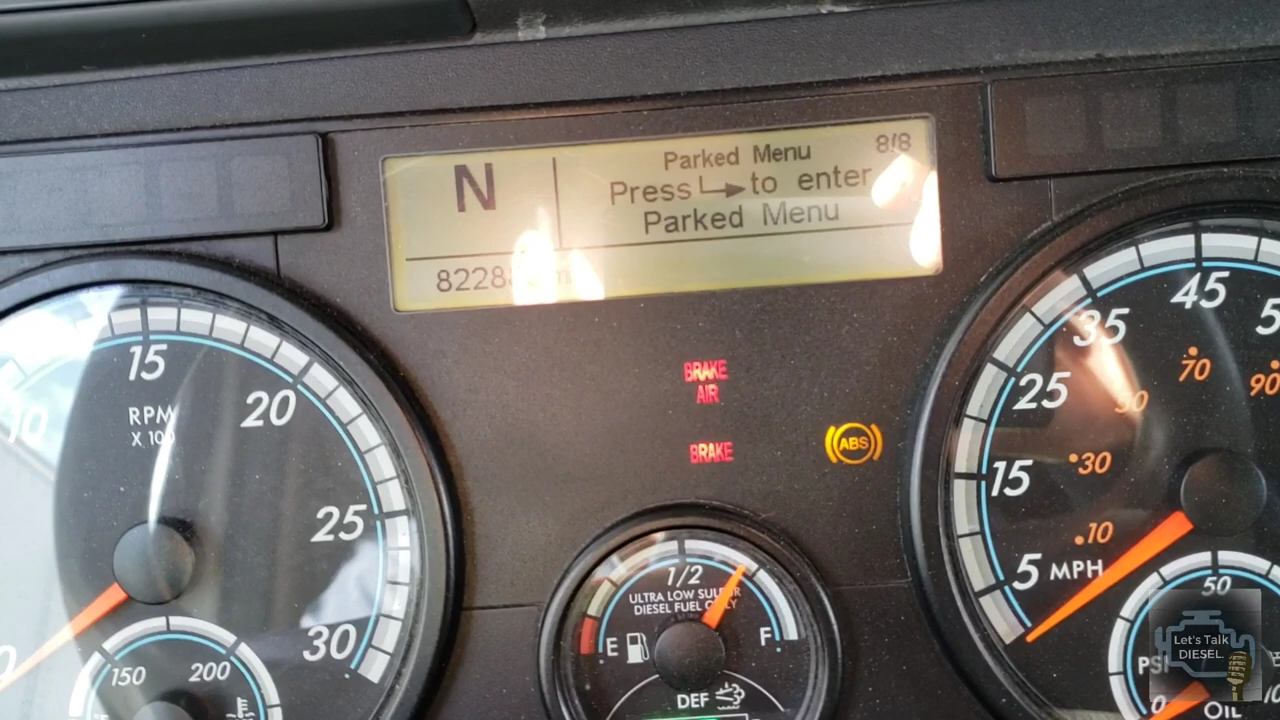 N
Parked Menu 8/8
Press to enter
Parked Menu
BRAKE
AIR
BRAKE
ABS
10
15
20
25
30
RPM
X 100
150
200
1/2
ULTRA LOW SULFUR
DIESEL FUEL ONLY
E
F
DEF
5
15
25
35
45
MPH
10
30
50
70
90
50
PSI
0
OIL
Let's Talk
DIESEL